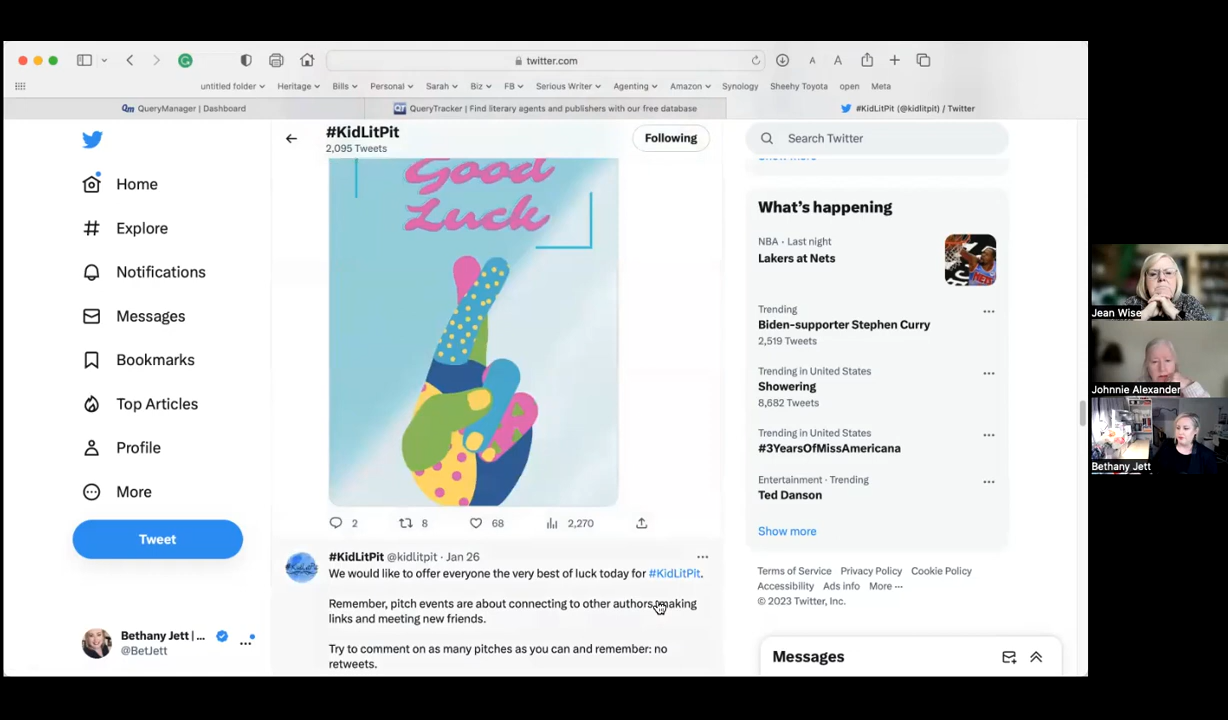 twitter.com
A
A
untitled folder
Heritage
Bills
Personal
Sarah
Biz
FB
Serious Writer
Agenting
Amazon
Synology
Sheehy Toyota
open
Meta
Qm QueryManager | Dashboard
QT QueryTracker | Find literary agents and publishers with our free database
#KidLitPit (@kidlitpit) / Twitter
Home
Explore
Notifications
Messages
Bookmarks
Top Articles
Profile
More
Tweet
Bethany Jett | ...
@BetJett
#KidLitPit
2,095 Tweets
Following
Good
Luck
2
8
68
2,270
#KidLitPit @kidlitpit · Jan 26
We would like to offer everyone the very best of luck today for #KidLitPit.
Remember, pitch events are about connecting to other authors, making
links and meeting new friends.
Try to comment on as many pitches as you can and remember: no
retweets.
Search Twitter
What's happening
NBA · Last night
Lakers at Nets
Trending
Biden-supporter Stephen Curry
2,519 Tweets
Trending in United States
Showering
8,682 Tweets
Trending in United States
#3YearsOfMissAmericana
Entertainment · Trending
Ted Danson
Show more
Terms of Service Privacy Policy Cookie Policy
Accessibility Ads info More ...
© 2023 Twitter, Inc.
Messages
Jean Wise
Johnnie Alexander
Bethany Jett